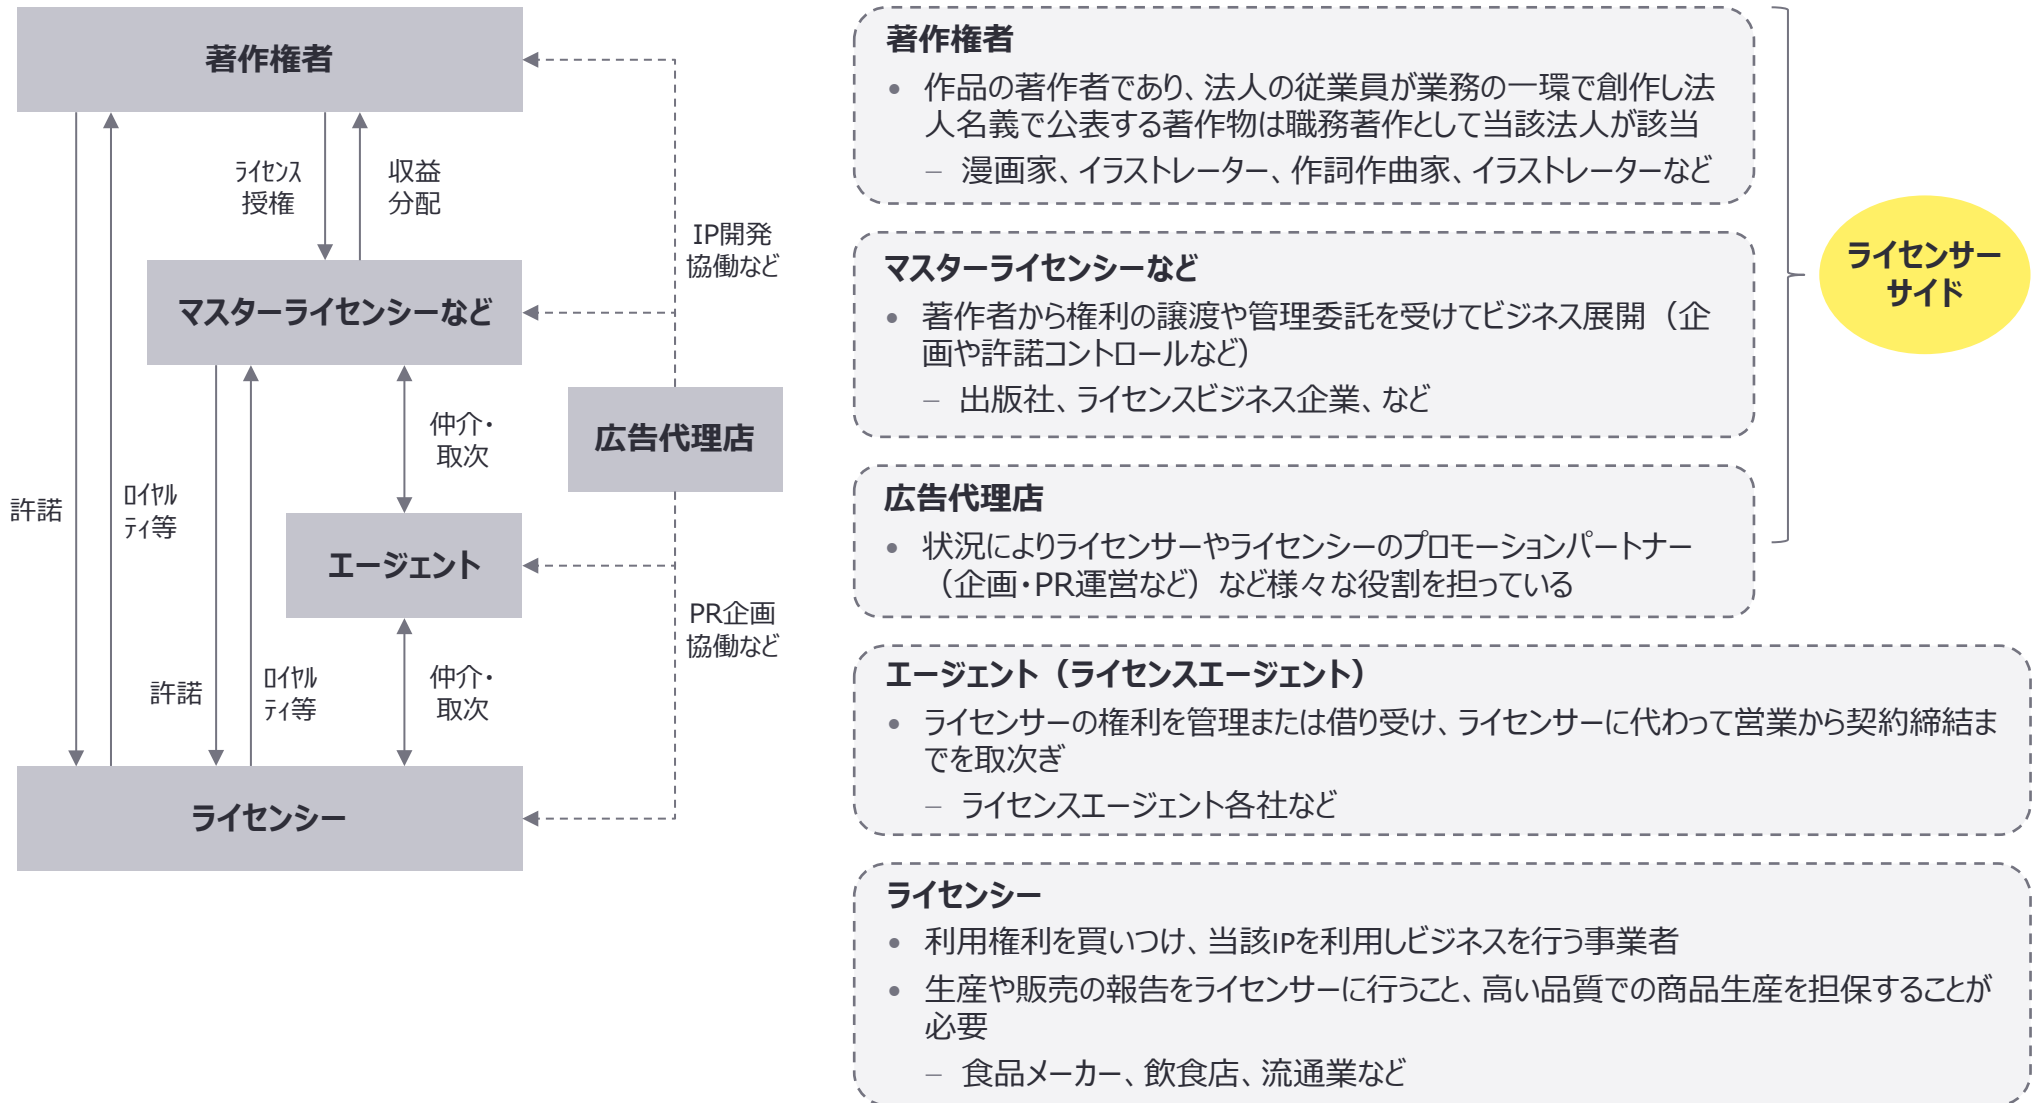 著作権者
ライセンス
授権
収益
分配
IP開発
協働など
マスターライセンシーなど
仲介・
取次
広告代理店
許諾
ロイヤル
ティ等
エージェント
PR企画
協働など
許諾
ロイヤル
ティ等
仲介・
取次
ライセンシー
著作権者
• 作品の著作者であり、法人の従業員が業務の一環で創作し法
人名義で公表する著作物は職務著作として当該法人が該当
– 漫画家、イラストレーター、作詞作曲家、イラストレーターなど
マスターライセンシーなど
• 著作者から権利の譲渡や管理委託を受けてビジネス展開（企
画や許諾コントロールなど）
– 出版社、ライセンスビジネス企業、など
広告代理店
• 状況によりライセンサーやライセンシーのプロモーションパートナー
（企画・PR運営など）など様々な役割を担っている
ライセンサー
サイド
エージェント（ライセンスエージェント）
• ライセンサーの権利を管理または借り受け、ライセンサーに代わって営業から契約締結ま
でを取次ぎ
– ライセンスエージェント各社など
ライセンシー
• 利用権利を買いつけ、当該IPを利用しビジネスを行う事業者
• 生産や販売の報告をライセンサーに行うこと、高い品質での商品生産を担保することが
必要
– 食品メーカー、飲食店、流通業など